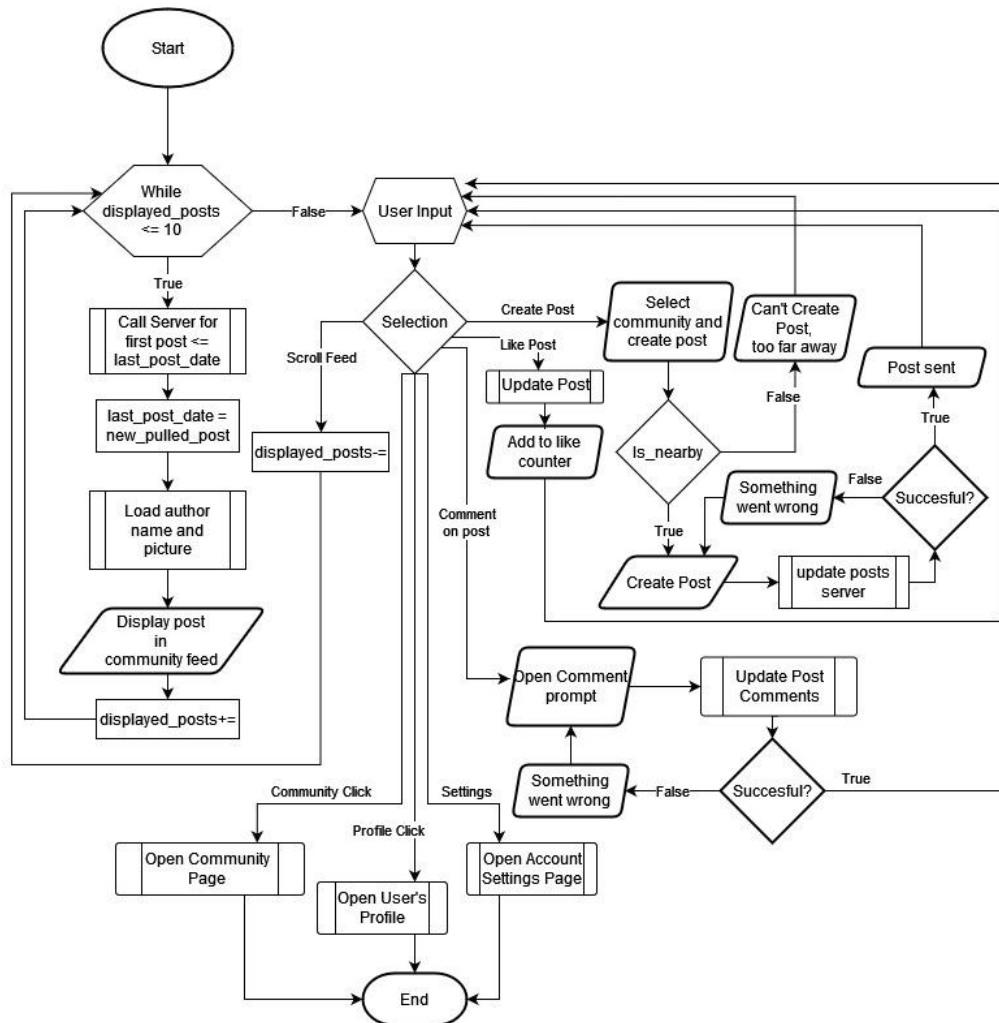 Start
While
displayed_posts
<= 10
False
User Input
True
Call Server for
first post <=
last_post_date
last_post_date =
new_pulled_post
Load author
name and
picture
Display post
in
community feed
displayed_posts+=
Selection
Scroll Feed
displayed_posts-=
Create Post
Select
community and
create post
Can't Create
Post,
too far away
Like Post
Update Post
Add to like
counter
Is_nearby
False
True
Post sent
True
Succesful?
False
Something
went wrong
Create Post
update posts
server
Comment
on post
Open Comment
prompt
Update Post
Comments
Succesful?
True
False
Something
went wrong
Community Click
Settings
Profile Click
Open Community
Page
Open User's
Profile
Open Account
Settings Page
End